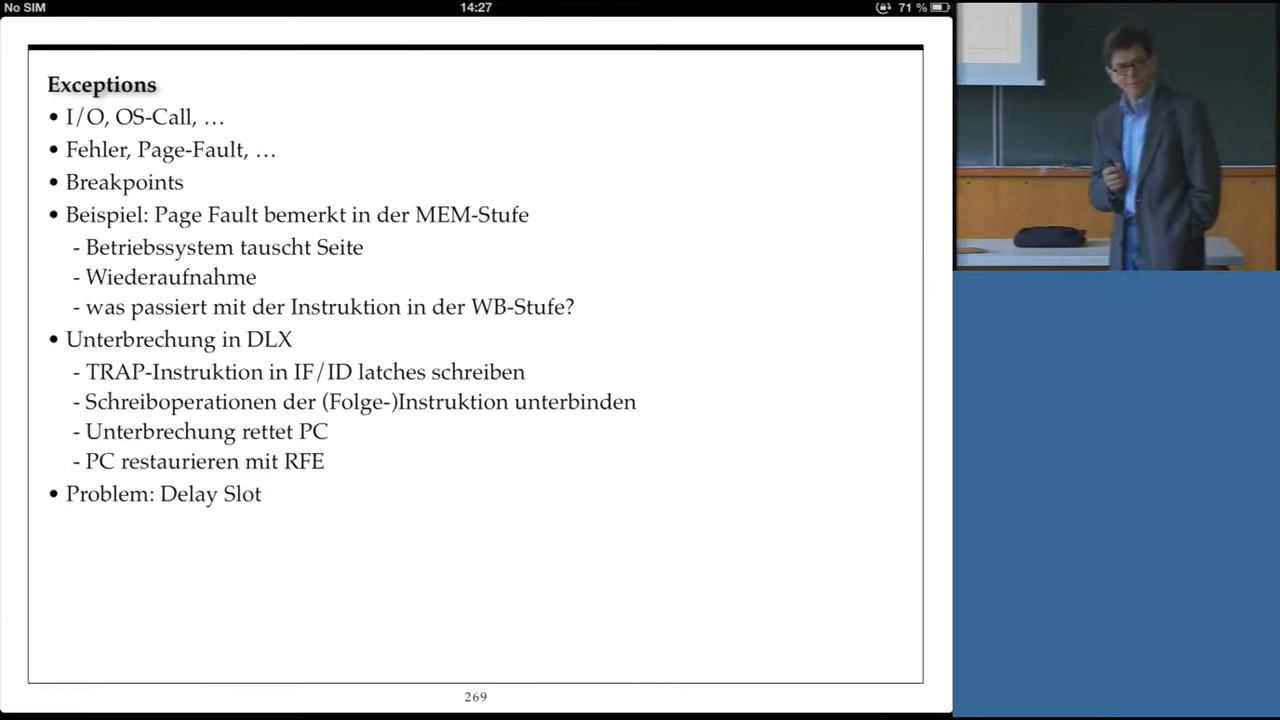 No SIM 14:27 71 %
Exceptions
• I/O, OS-Call, …
• Fehler, Page-Fault, …
• Breakpoints
• Beispiel: Page Fault bemerkt in der MEM-Stufe
- Betriebssystem tauscht Seite
- Wiederaufnahme
- was passiert mit der Instruktion in der WB-Stufe?
• Unterbrechung in DLX
- TRAP-Instruktion in IF/ID latches schreiben
- Schreiboperationen der (Folge-)Instruktion unterbinden
- Unterbrechung rettet PC
- PC restaurieren mit RFE
• Problem: Delay Slot
269